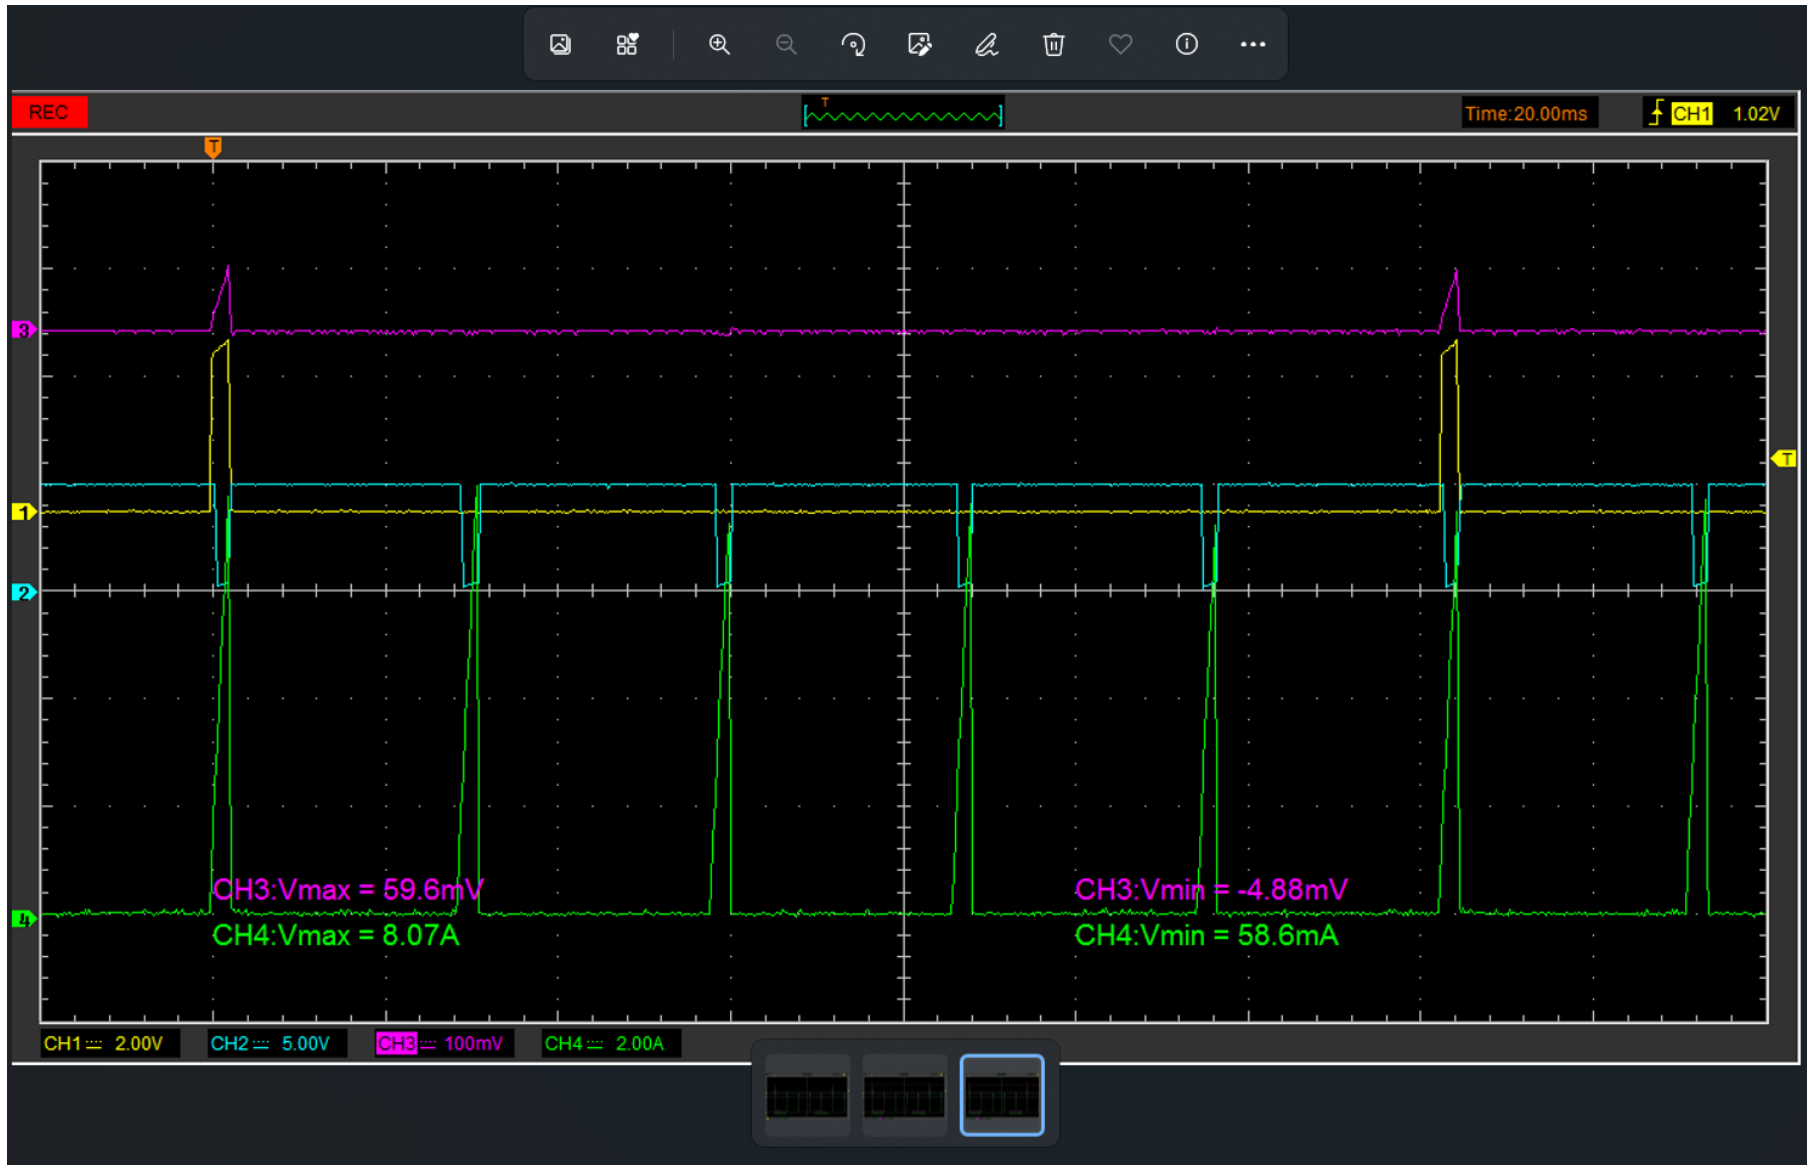 REC
T
Time:20.00ms
CH1 1.02V
T
3
1
T
2
CH3:Vmax = 59.6mV CH3:Vmin = -4.88mV
4
CH4:Vmax = 8.07A CH4:Vmin = 58.6mA
CH1 2.00V CH2 5.00V CH3 100mV CH4 2.00A